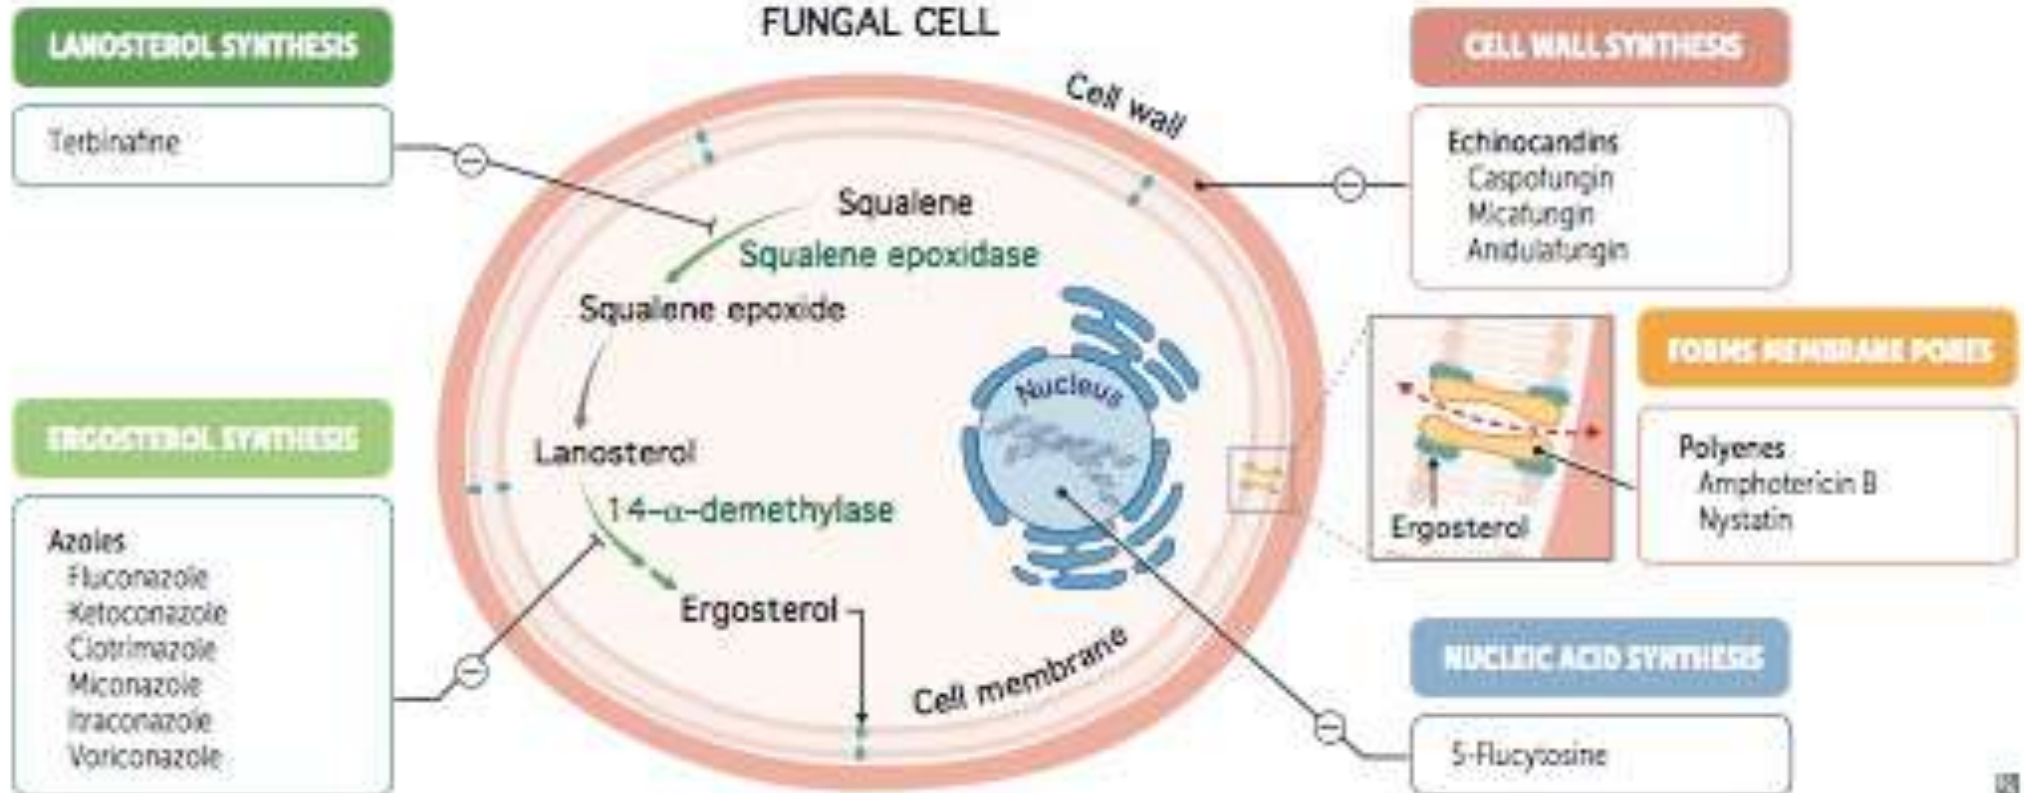 FUNGAL CELL
LANOSTEROL SYNTHESIS
Terbinafine
ERGOSTEROL SYNTHESIS
Azoles
Fluconazole
Ketoconazole
Clotrimazole
Miconazole
Itraconazole
Voriconazole
Cell wall
Squalene
Squalene epoxidase
Squalene epoxide
Lanosterol
14-α-demethylase
Ergosterol
Nucleus
Cell membrane
CELL WALL SYNTHESIS
Echinocandins
Caspofungin
Micafungin
Anidulafungin
FORMS MEMBRANE PORES
Polyenes
Amphotericin B
Nystatin
Ergosterol
NUCLEIC ACID SYNTHESIS
5-Flucytosine